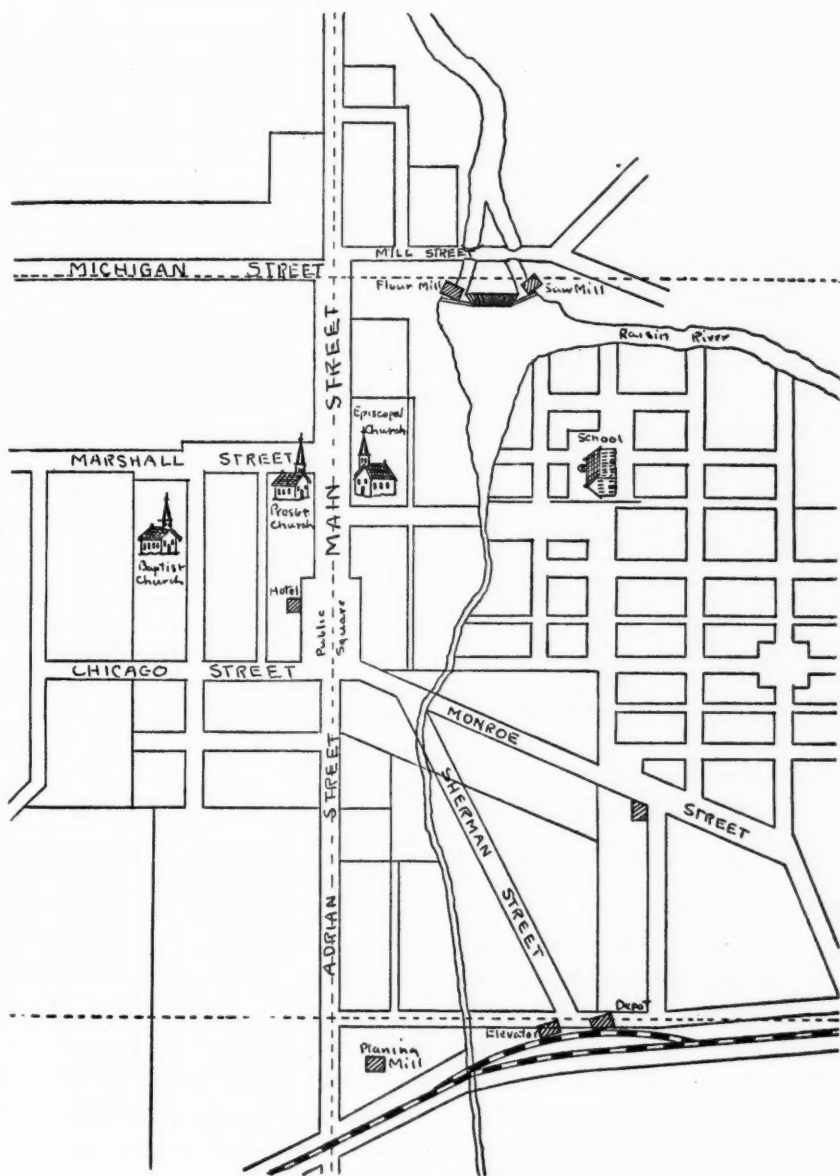 MILL STREET
MICHIGAN STREET
Flour Mill
Saw Mill
Raisin River
MAIN STREET
Episcopal
Church
School
MARSHALL STREET
Presbt
Church
Baptist
Church
Hotel
Public
Square
CHICAGO STREET
MONROE STREET
SHERMAN STREET
ADRIAN STREET
Depot
Elevator
Planing
Mill